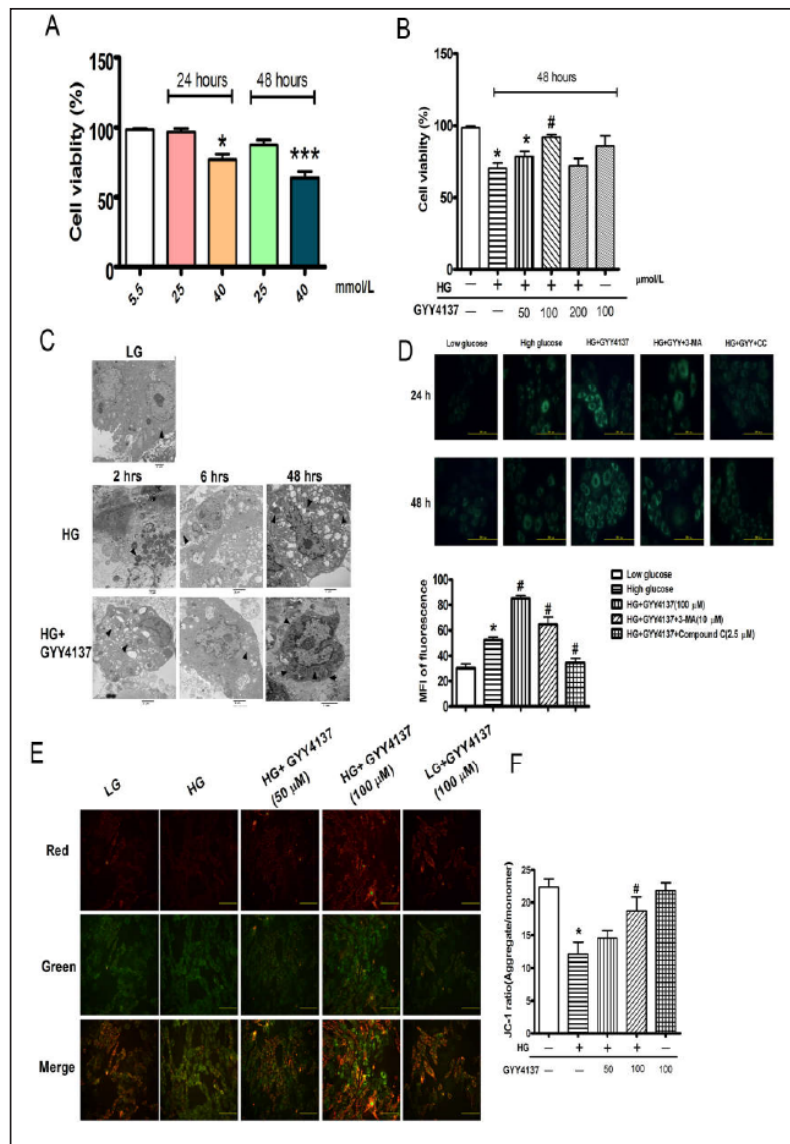 A
150
100
50
0
Cell viablity (%)
24 hours
48 hours
*
***
5.5
25
40
25
40
mmol/L
B
150
100
50
0
Cell viablity (%)
48 hours
*
*
#
HG
—
+
+
+
+
—
μmol/L
GYY4137
—
—
50
100
200
100
C
LG
2 hrs
6 hrs
48 hrs
HG
HG+
GYY4137
D
Low glucose
High glucose
HG+GYY4137
HG+GYY+3-MA
HG+GYY+CC
24 h
48 h
100
80
60
40
20
0
MFI of fluorescence
*
#
#
#
Low glucose
High glucose
HG+GYY4137(100 μM)
HG+GYY4137+3-MA(10 μM)
HG+GYY4137+Compound C(2.5 μM)
E
LG
HG
HG+ GYY4137
(50 μM)
HG+ GYY4137
(100 μM)
LG+GYY4137
(100 μM)
Red
Green
Merge
F
25
20
15
10
5
0
JC-1 ratio(Aggregate/monomer)
*
#
HG
—
+
+
+
—
GYY4137
—
—
50
100
100